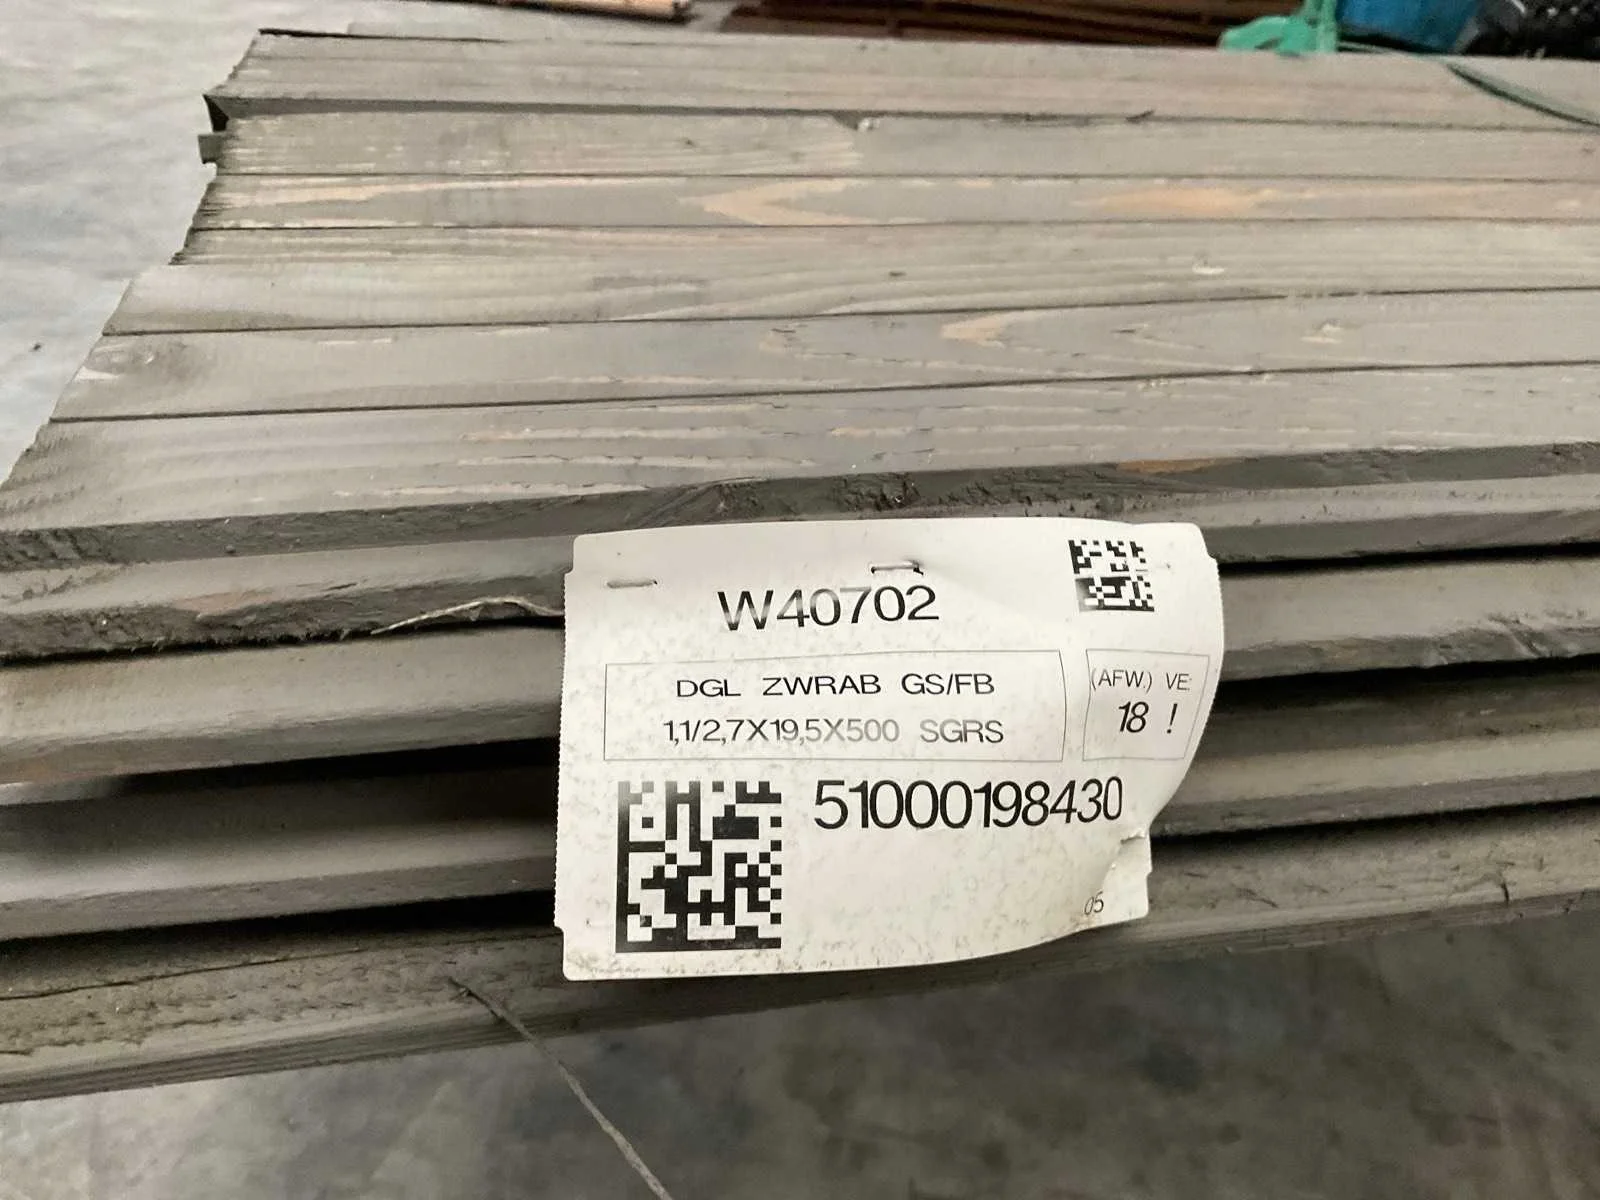 W40702
DGL ZWRAB GS/FB
1,1/2,7X19,5X500 SGRS
(AFW.) VE:
18 !
51000198430
05